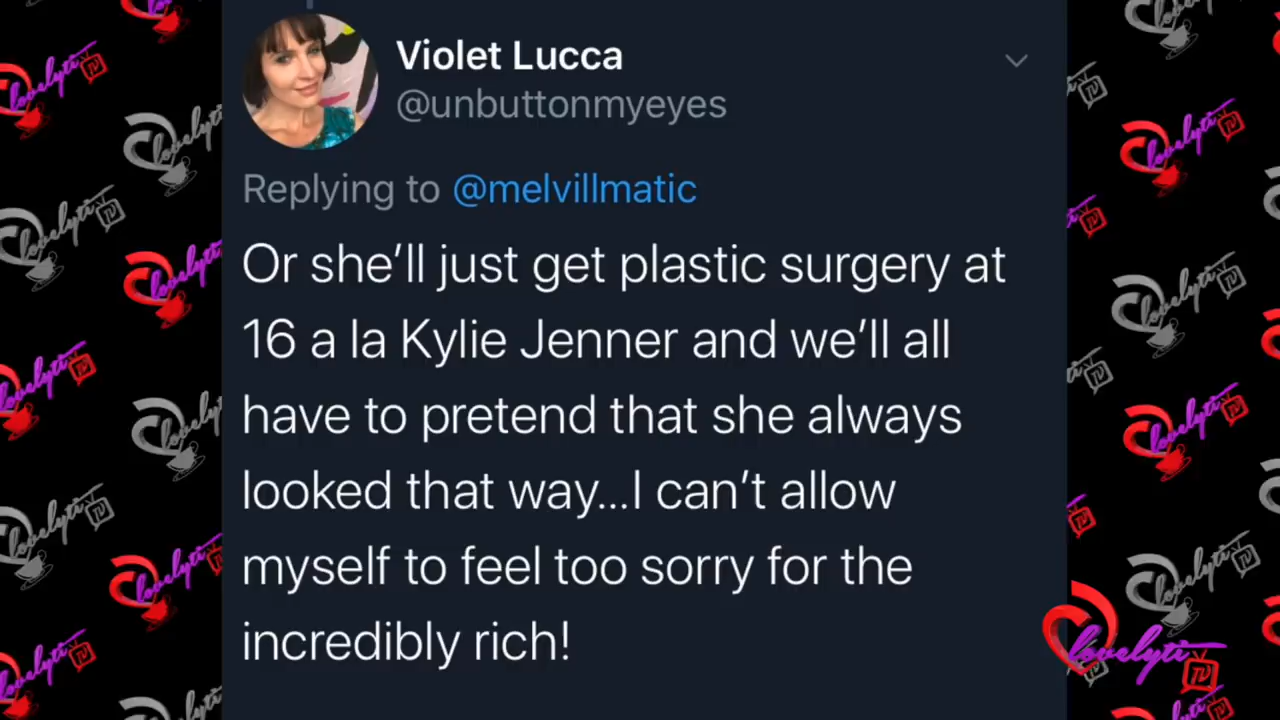 Violet Lucca
@unbuttonmyeyes
Replying to @melvillmatic
Or she’ll just get plastic surgery at
16 a la Kylie Jenner and we’ll all
have to pretend that she always
looked that way...I can’t allow
myself to feel too sorry for the
incredibly rich!
lovelyti TV